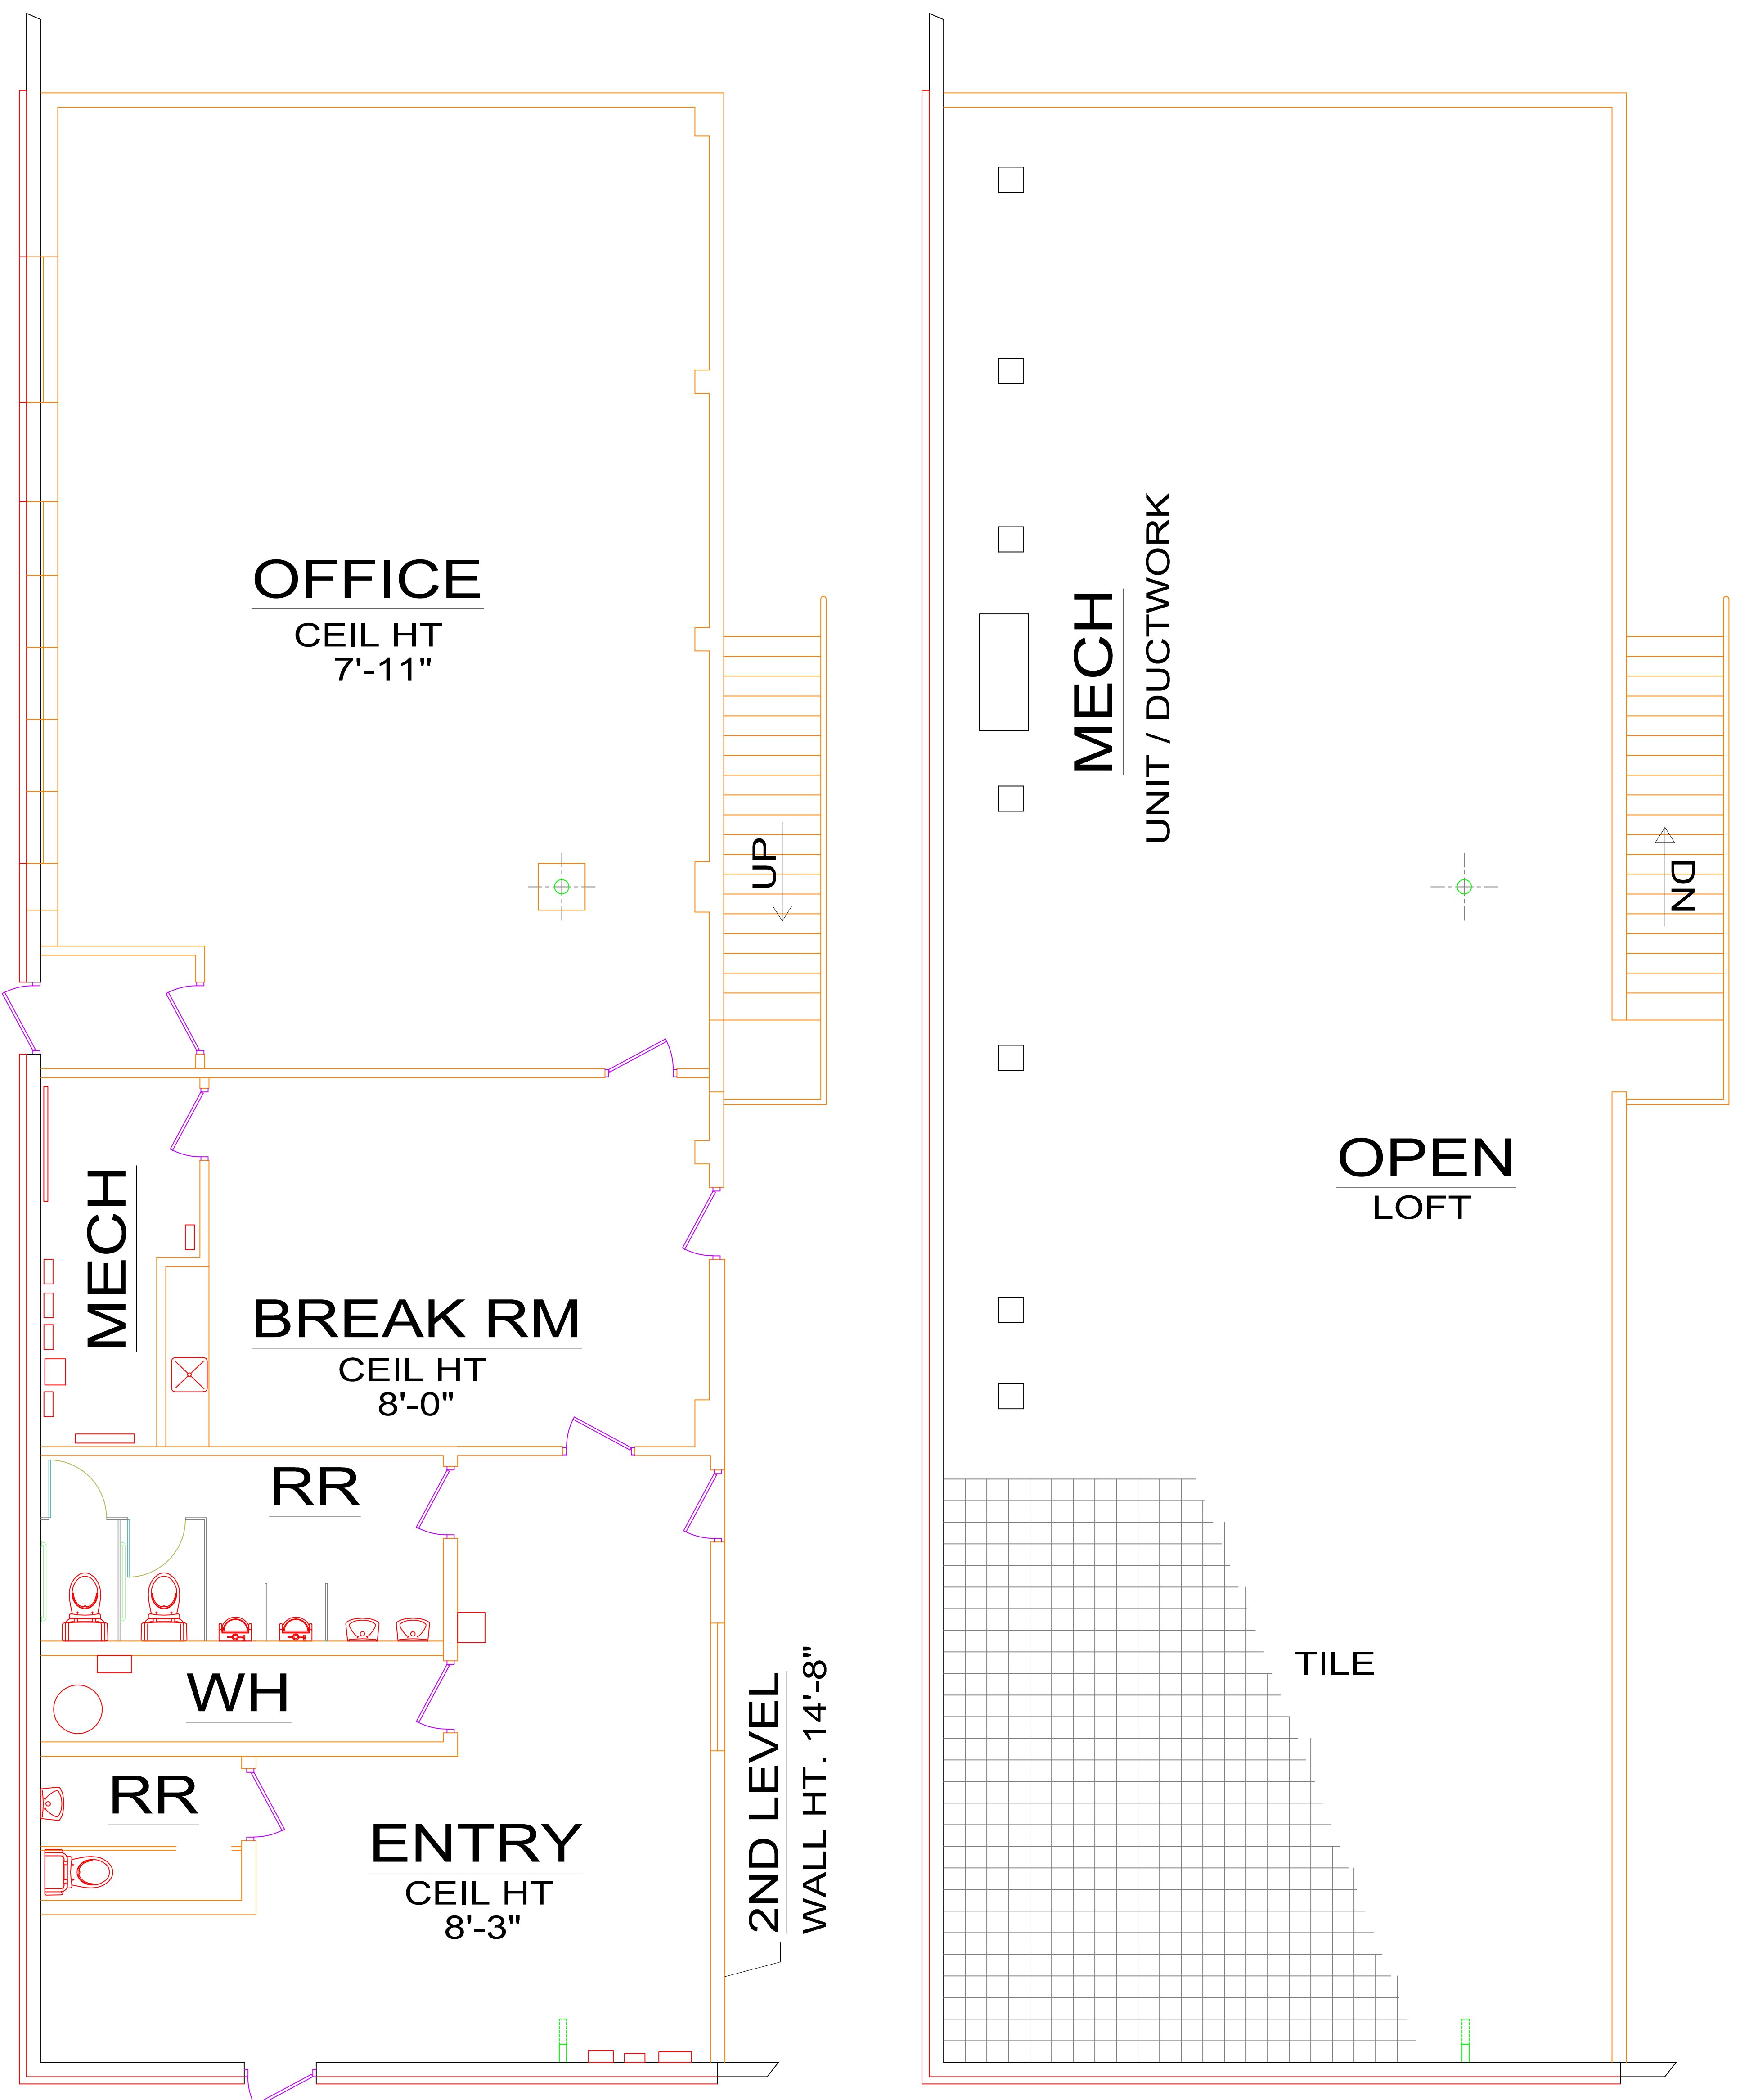 OFFICE
CEIL HT
7'-11"
UP
MECH
BREAK RM
CEIL HT
8'-0"
RR
WH
RR
ENTRY
CEIL HT
8'-3"
2ND LEVEL
WALL HT. 14'-8"
MECH
UNIT / DUCTWORK
DN
OPEN
LOFT
TILE